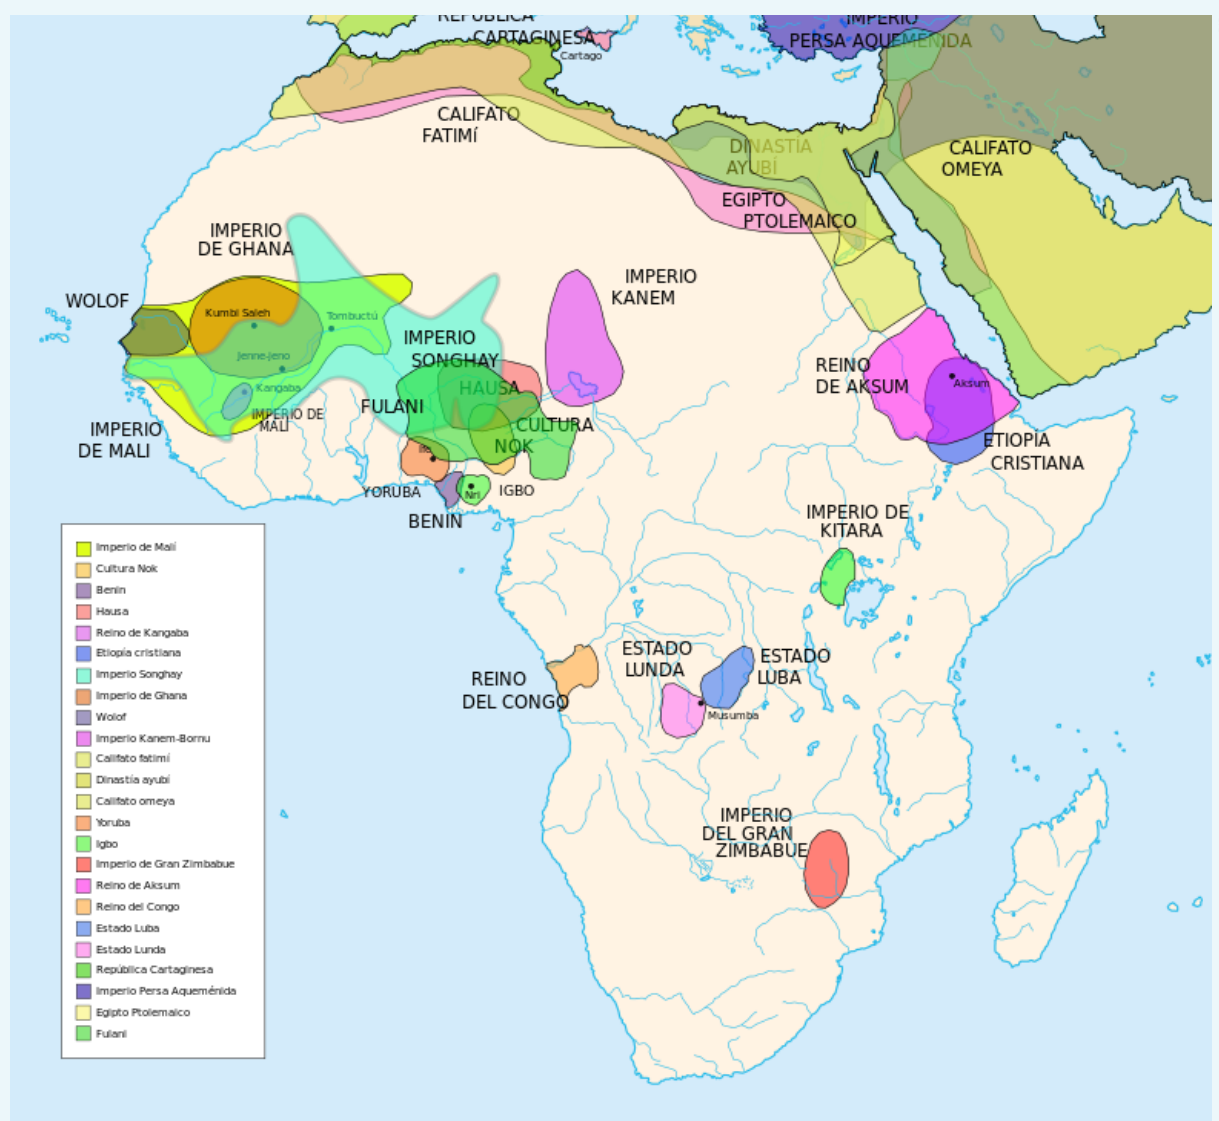 REPÚBLICA
CARTAGINESA
Cartago
IMPERIO
PERSA AQUEMÉNIDA
CALIFATO
FATIMÍ
DINASTÍA
AYUBÍ
CALIFATO
OMEYA
EGIPTO
PTOLEMAICO
IMPERIO
DE GHANA
WOLOF
Kumbi Saleh
Tombuctú
Jenne-Jeno
Kangaba
IMPERIO DE
MALÍ
IMPERIO
DE MALI
IMPERIO
KANEM
IMPERIO
SONGHAY
HAUSA
FULANI
CULTURA
NOK
Ife
YORUBA
Nri
IGBO
BENÍN
REINO
DE AKSUM
Aksum
ETIOPIA
CRISTIANA
IMPERIO DE
KITARA
ESTADO
LUNDA
ESTADO
LUBA
Musumba
REINO
DEL CONGO
IMPERIO
DEL GRAN
ZIMBABUE
Imperio de Malí
Cultura Nok
Benin
Hausa
Reino de Kangaba
Etiopía cristiana
Imperio Songhay
Imperio de Ghana
Wolof
Imperio Kanem-Bornu
Califato fatimí
Dinastía ayubí
Califato omeya
Yoruba
Igbo
Imperio de Gran Zimbabue
Reino de Aksum
Reino del Congo
Estado Luba
Estado Lunda
República Cartaginesa
Imperio Persa Aqueménida
Egipto Ptolemaico
Fulani